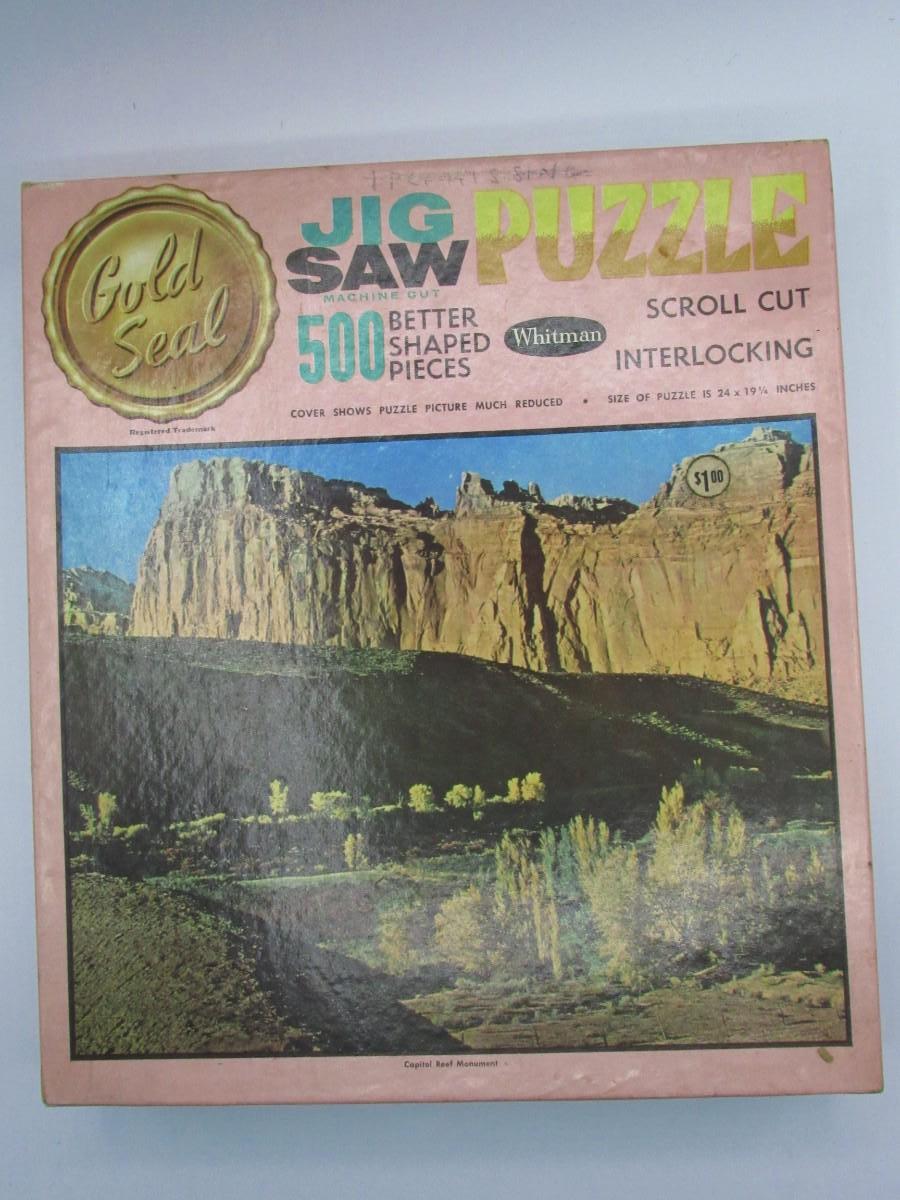 Gold
Seal
Registered Trademark
JIG
SAW
PUZZLE
MACHINE CUT
500
BETTER
SHAPED
PIECES
Whitman
SCROLL CUT
INTERLOCKING
COVER SHOWS PUZZLE PICTURE MUCH REDUCED • SIZE OF PUZZLE IS 24 x 19¼ INCHES
$1.00
Capitol Reef Monument